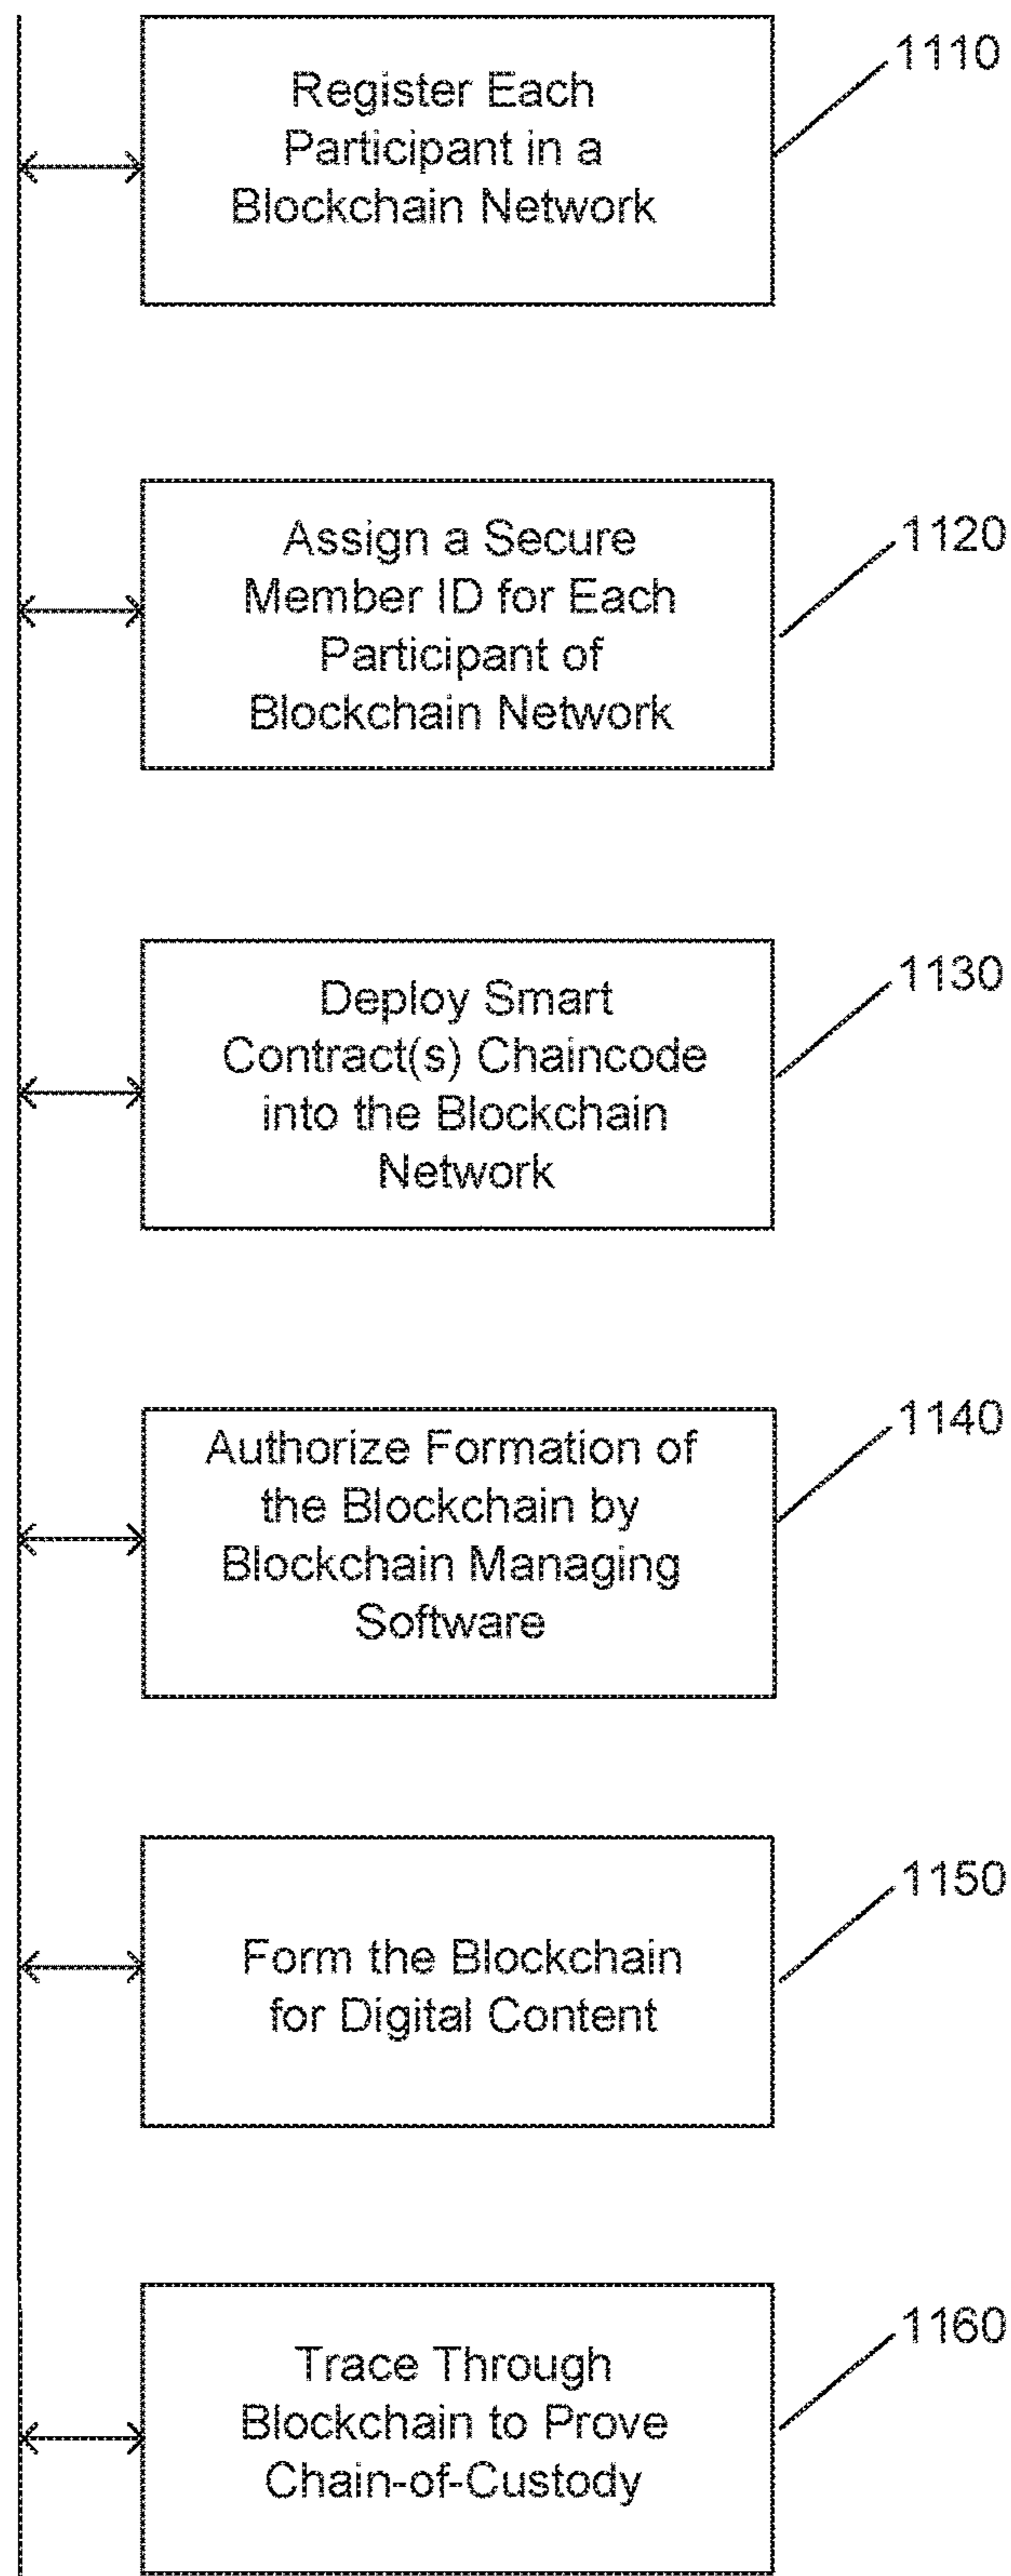 1110
Register Each
Participant in a
Blockchain Network
1120
Assign a Secure
Member ID for Each
Participant of
Blockchain Network
1130
Deploy Smart
Contract(s) Chaincode
into the Blockchain
Network
1140
Authorize Formation of
the Blockchain by
Blockchain Managing
Software
1150
Form the Blockchain
for Digital Content
1160
Trace Through
Blockchain to Prove
Chain-of-Custody